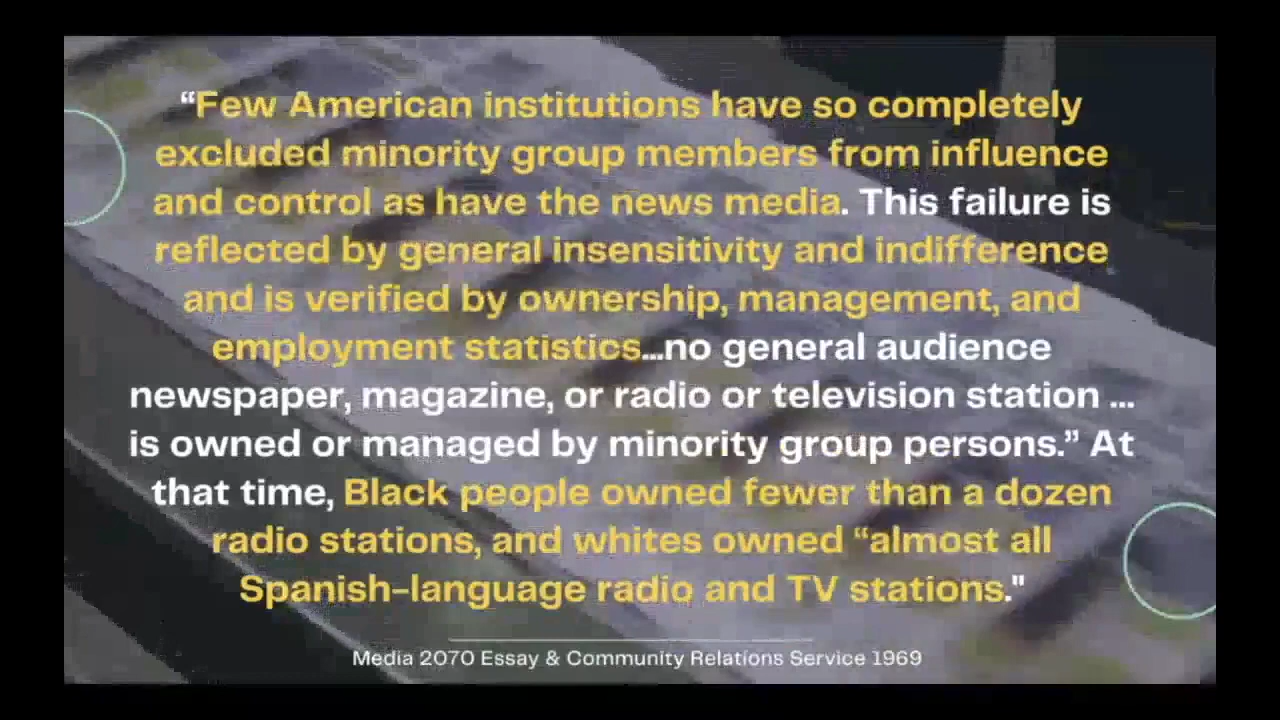 “Few American institutions have so completely
excluded minority group members from influence
and control as have the news media. This failure is
reflected by general insensitivity and indifference
and is verified by ownership, management, and
employment statistics...no general audience
newspaper, magazine, or radio or television station ...
is owned or managed by minority group persons.” At
that time, Black people owned fewer than a dozen
radio stations, and whites owned “almost all
Spanish-language radio and TV stations."
Media 2070 Essay & Community Relations Service 1969